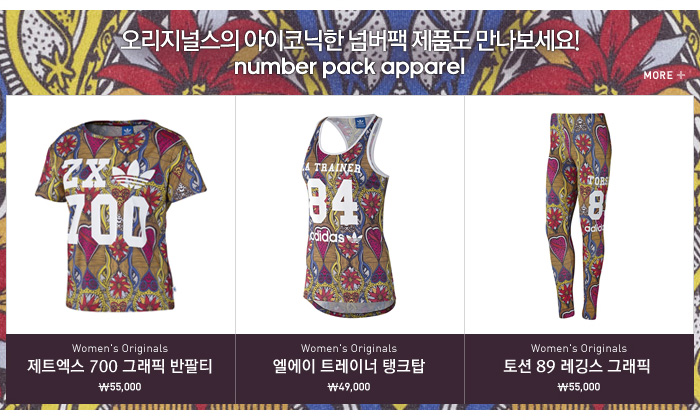 오리지널스의 아이코닉한 넘버팩 제품도 만나보세요!
number pack apparel
MORE +
ZX
700
LA TRAINER
84
adidas
TORS
8
adid
Women's Originals
제트엑스 700 그래픽 반팔티
₩55,000
Women's Originals
엘에이 트레이너 탱크탑
₩49,000
Women's Originals
토션 89 레깅스 그래픽
₩55,000